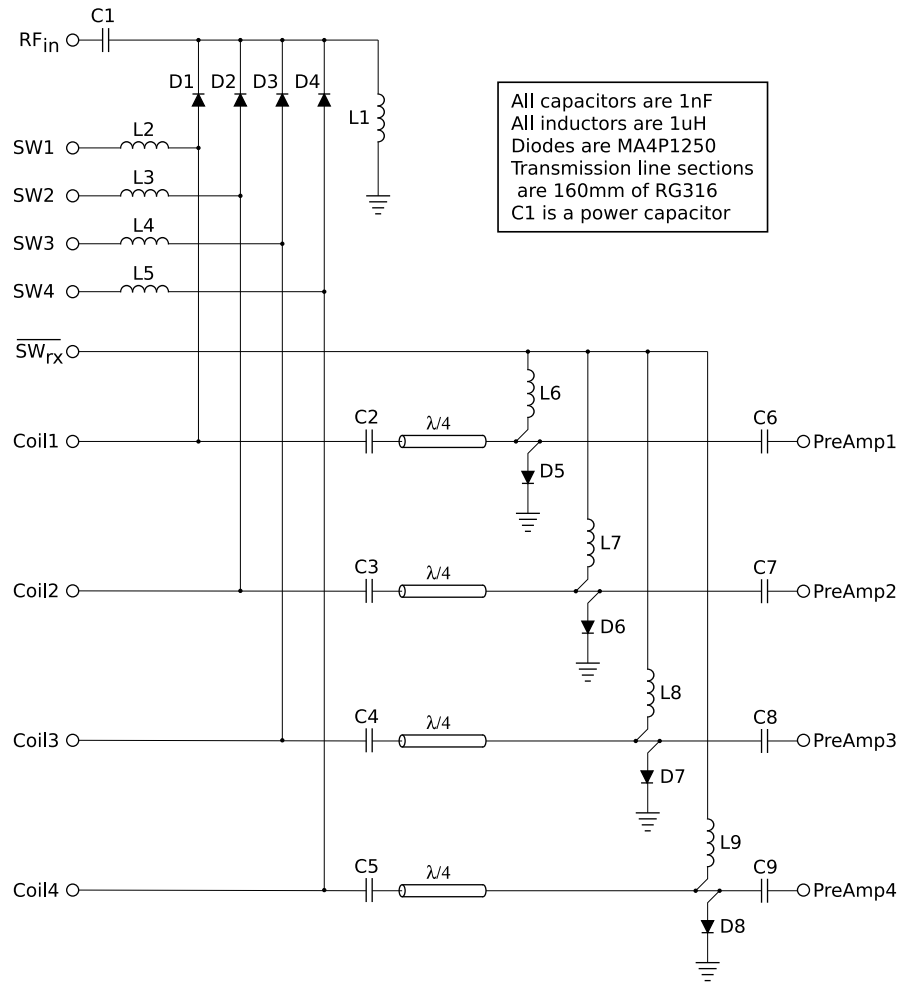 C1
RFin
D1 D2 D3 D4
L1
L2
SW1
L3
SW2
L4
SW3
L5
SW4
All capacitors are 1nF
All inductors are 1uH
Diodes are MA4P1250
Transmission line sections
are 160mm of RG316
C1 is a power capacitor
SWrx
L6
Coil1 C2 λ/4 C6 PreAmp1
D5
L7
Coil2 C3 λ/4 C7 PreAmp2
D6
L8
Coil3 C4 λ/4 C8 PreAmp3
D7
L9
Coil4 C5 λ/4 C9 PreAmp4
D8